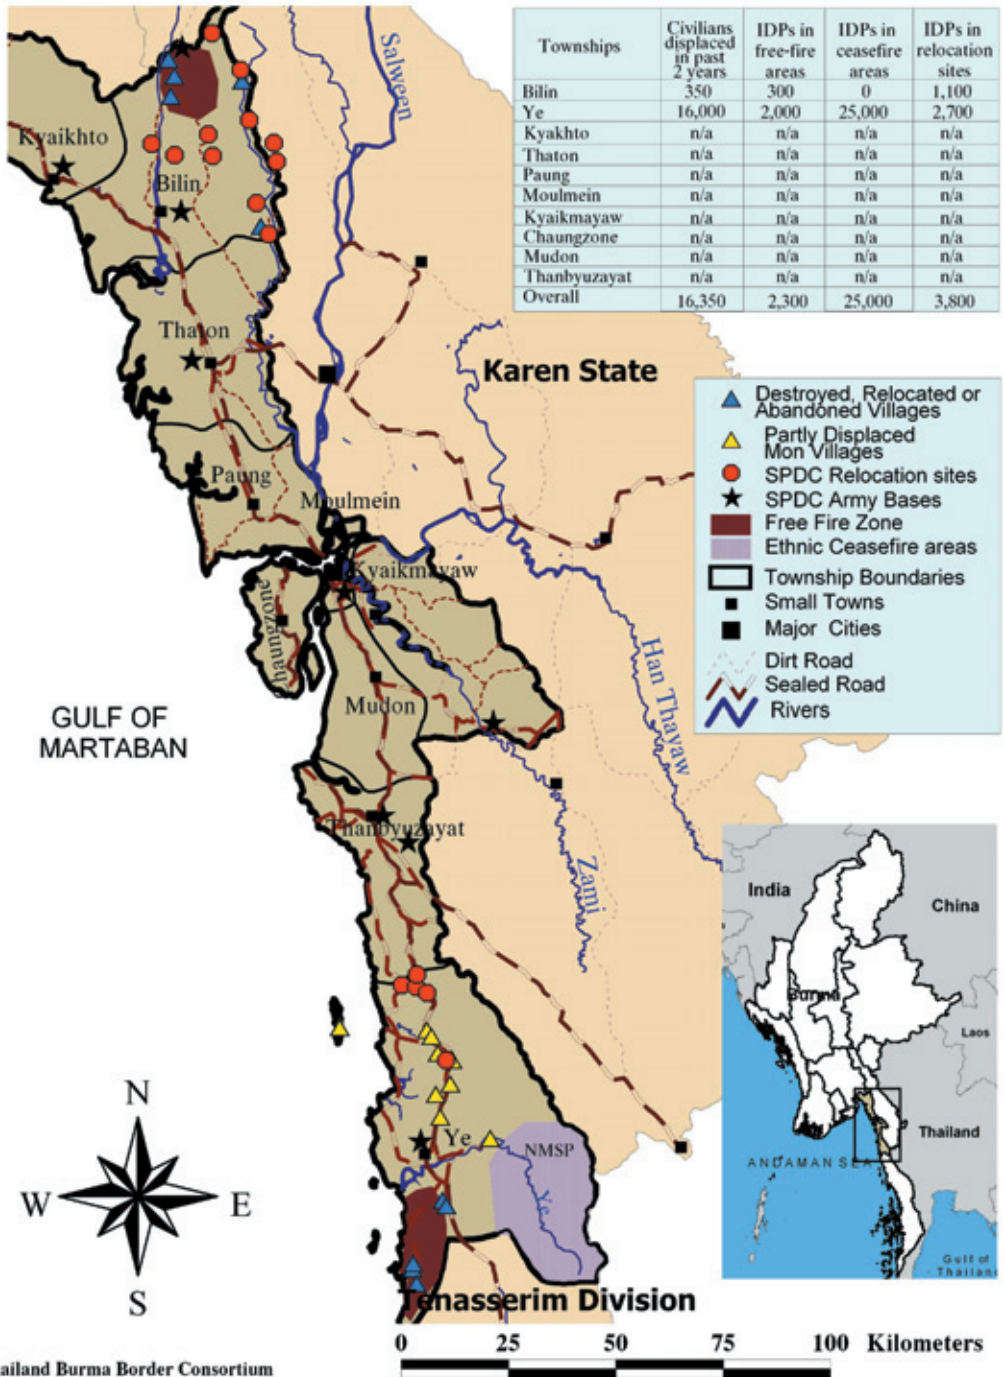 Townships	Civilians displaced in past 2 years	IDPs in free-fire areas	IDPs in ceasefire areas	IDPs in relocation sites
Bilin	350	300	0	1,100
Ye	16,000	2,000	25,000	2,700
Kyakhto	n/a	n/a	n/a	n/a
Thaton	n/a	n/a	n/a	n/a
Paung	n/a	n/a	n/a	n/a
Moulmein	n/a	n/a	n/a	n/a
Kyaikmayaw	n/a	n/a	n/a	n/a
Chaungzone	n/a	n/a	n/a	n/a
Mudon	n/a	n/a	n/a	n/a
Thanbyuzayat	n/a	n/a	n/a	n/a
Overall	16,350	2,300	25,000	3,800
Salween
Kyaikhto
Bilin
Thaton
Karen State
Paung
Moulmein
Kyaikmayaw
haungzone
Mudon
Han Thayaw
GULF OF
MARTABAN
Thanbyuzayat
Zami
Ye
NMSP
Ye
enasserim Division
Destroyed, Relocated or
Abandoned Villages
Partly Displaced
Mon Villages
SPDC Relocation sites
SPDC Army Bases
Free Fire Zone
Ethnic Ceasefire areas
Township Boundaries
Small Towns
Major Cities
Dirt Road
Sealed Road
Rivers
India
China
Burma
Laos
Thailand
ANDAMAN SEA
Gulf of
Thailan
N
W
E
S
0 25 50 75 100 Kilometers
ailand Burma Border Consortium